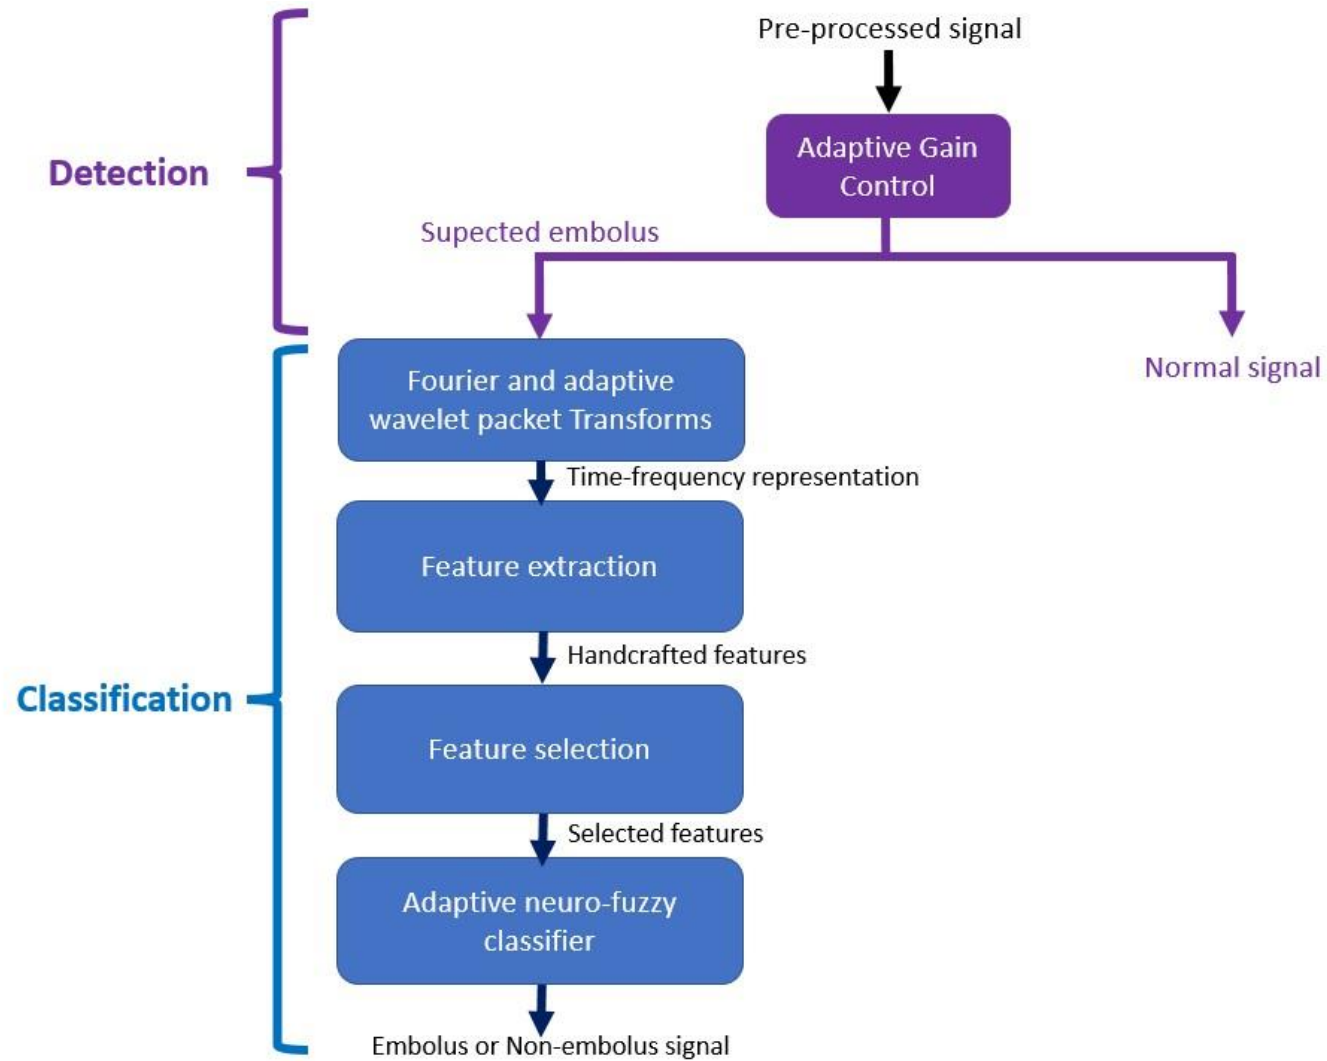 Pre-processed signal
Adaptive Gain
Control
Detection
Supected embolus
Normal signal
Fourier and adaptive
wavelet packet Transforms
Time-frequency representation
Feature extraction
Handcrafted features
Classification
Feature selection
Selected features
Adaptive neuro-fuzzy
classifier
Embolus or Non-embolus signal